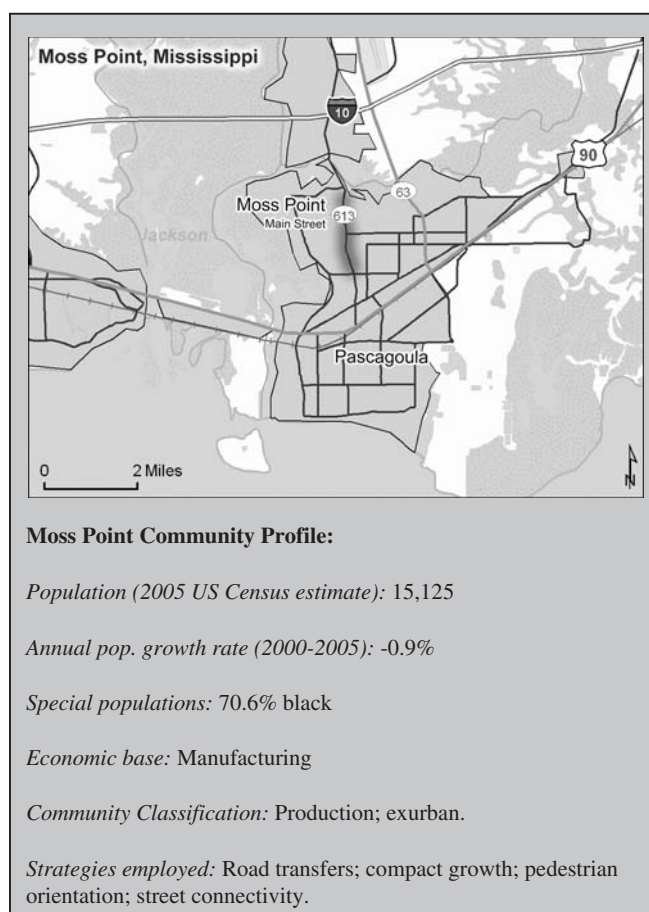 Moss Point, Mississippi
10
90
63
Moss Point
613
Main Street
Jackson
Pascagoula
0 2 Miles
N
Moss Point Community Profile:
Population (2005 US Census estimate): 15,125
Annual pop. growth rate (2000-2005): -0.9%
Special populations: 70.6% black
Economic base: Manufacturing
Community Classification: Production; exurban.
Strategies employed: Road transfers; compact growth; pedestrian
orientation; street connectivity.